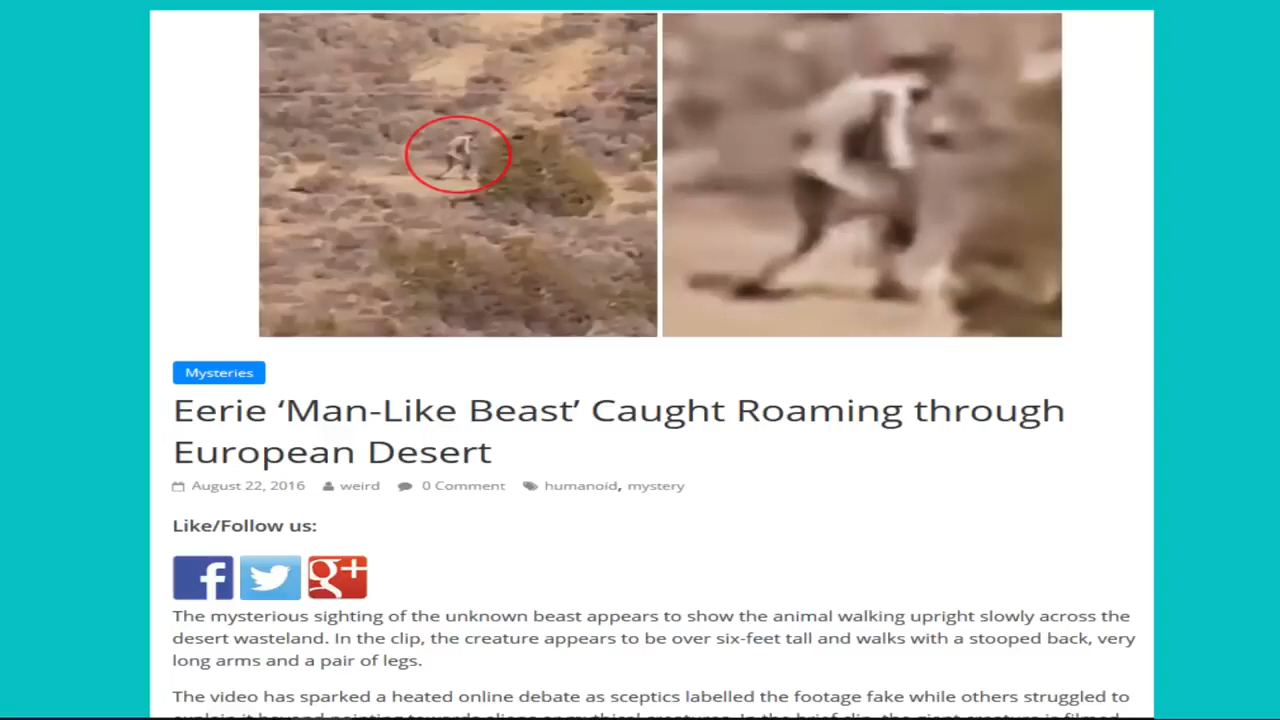 Mysteries
Eerie ‘Man-Like Beast’ Caught Roaming through
European Desert
August 22, 2016 weird 0 Comment humanoid, mystery
Like/Follow us:
f g+
The mysterious sighting of the unknown beast appears to show the animal walking upright slowly across the
desert wasteland. In the clip, the creature appears to be over six-feet tall and walks with a stooped back, very
long arms and a pair of legs.
The video has sparked a heated online debate as sceptics labelled the footage fake while others struggled to